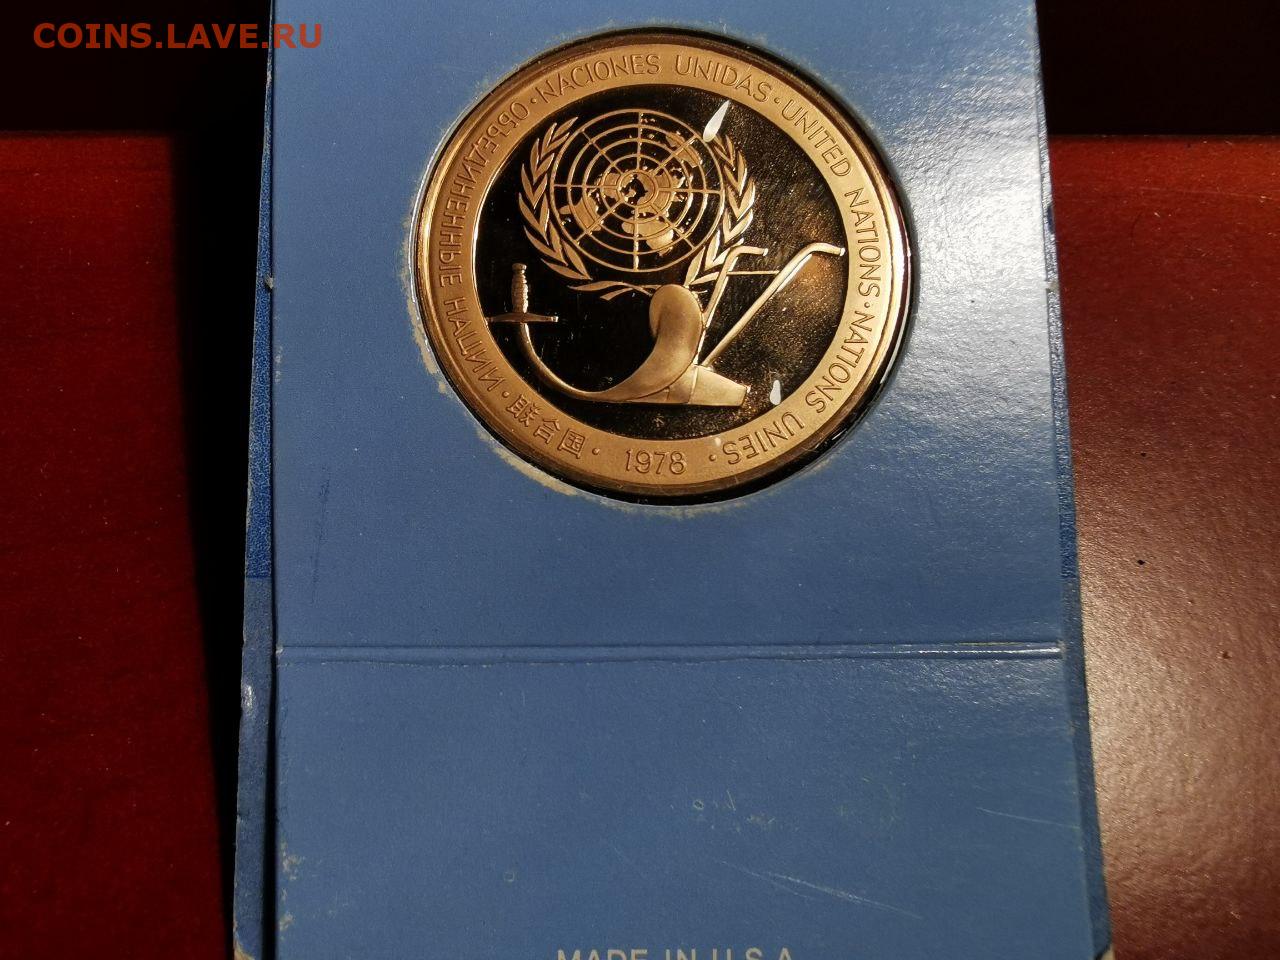 COINS.LAVE.RU
ОБЪЕДИНЕННЫЕ НАЦИИ · NACIONES UNIDAS · UNITED NATIONS · NATIONS UNIES · 1978 · 联合国 ·
MADE IN U.S.A.